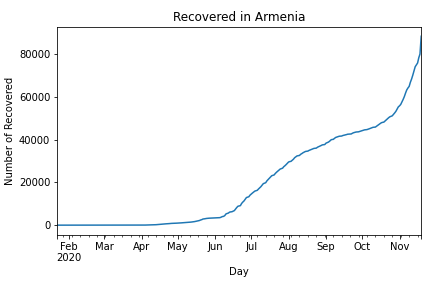 Recovered in Armenia
Number of Recovered
80000
60000
40000
20000
0
Feb Mar Apr May Jun Jul Aug Sep Oct Nov
2020
Day